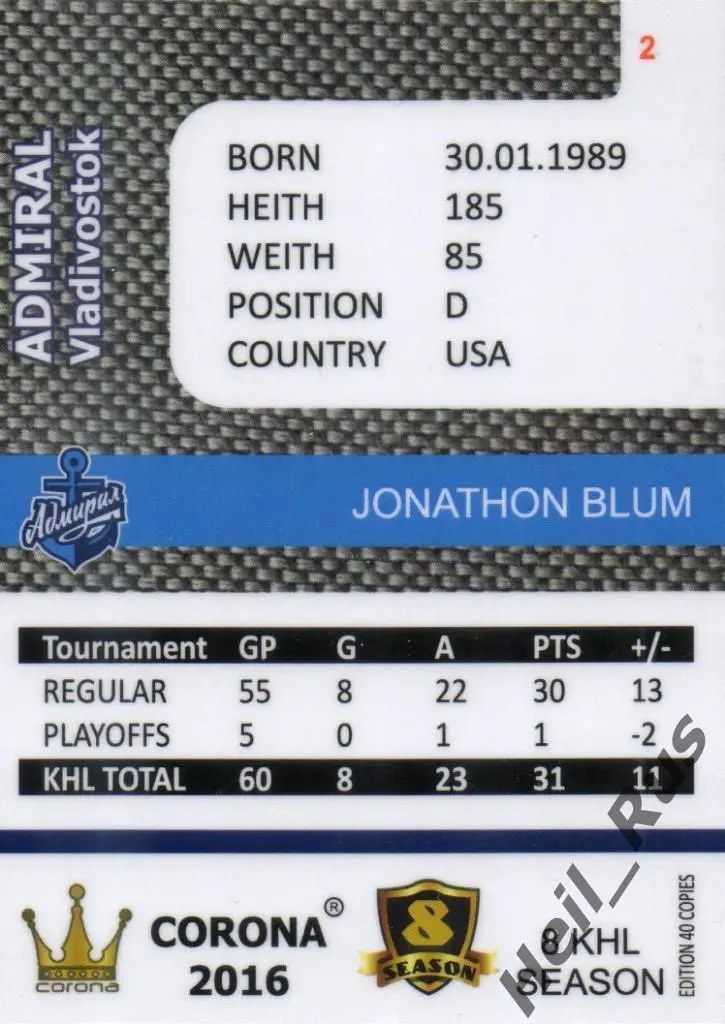 2
ADMIRAL
Vladivostok
BORN 30.01.1989
HEITH 185
WEITH 85
POSITION D
COUNTRY USA
Адмирал
JONATHON BLUM
Tournament GP G A PTS +/-
REGULAR 55 8 22 30 13
PLAYOFFS 5 0 1 1 -2
KHL TOTAL 60 8 23 31 11
corona
CORONA ®
2016
8
SEASON
8 KHL
SEASON
EDITION 40 COPIES
Heil_Rus